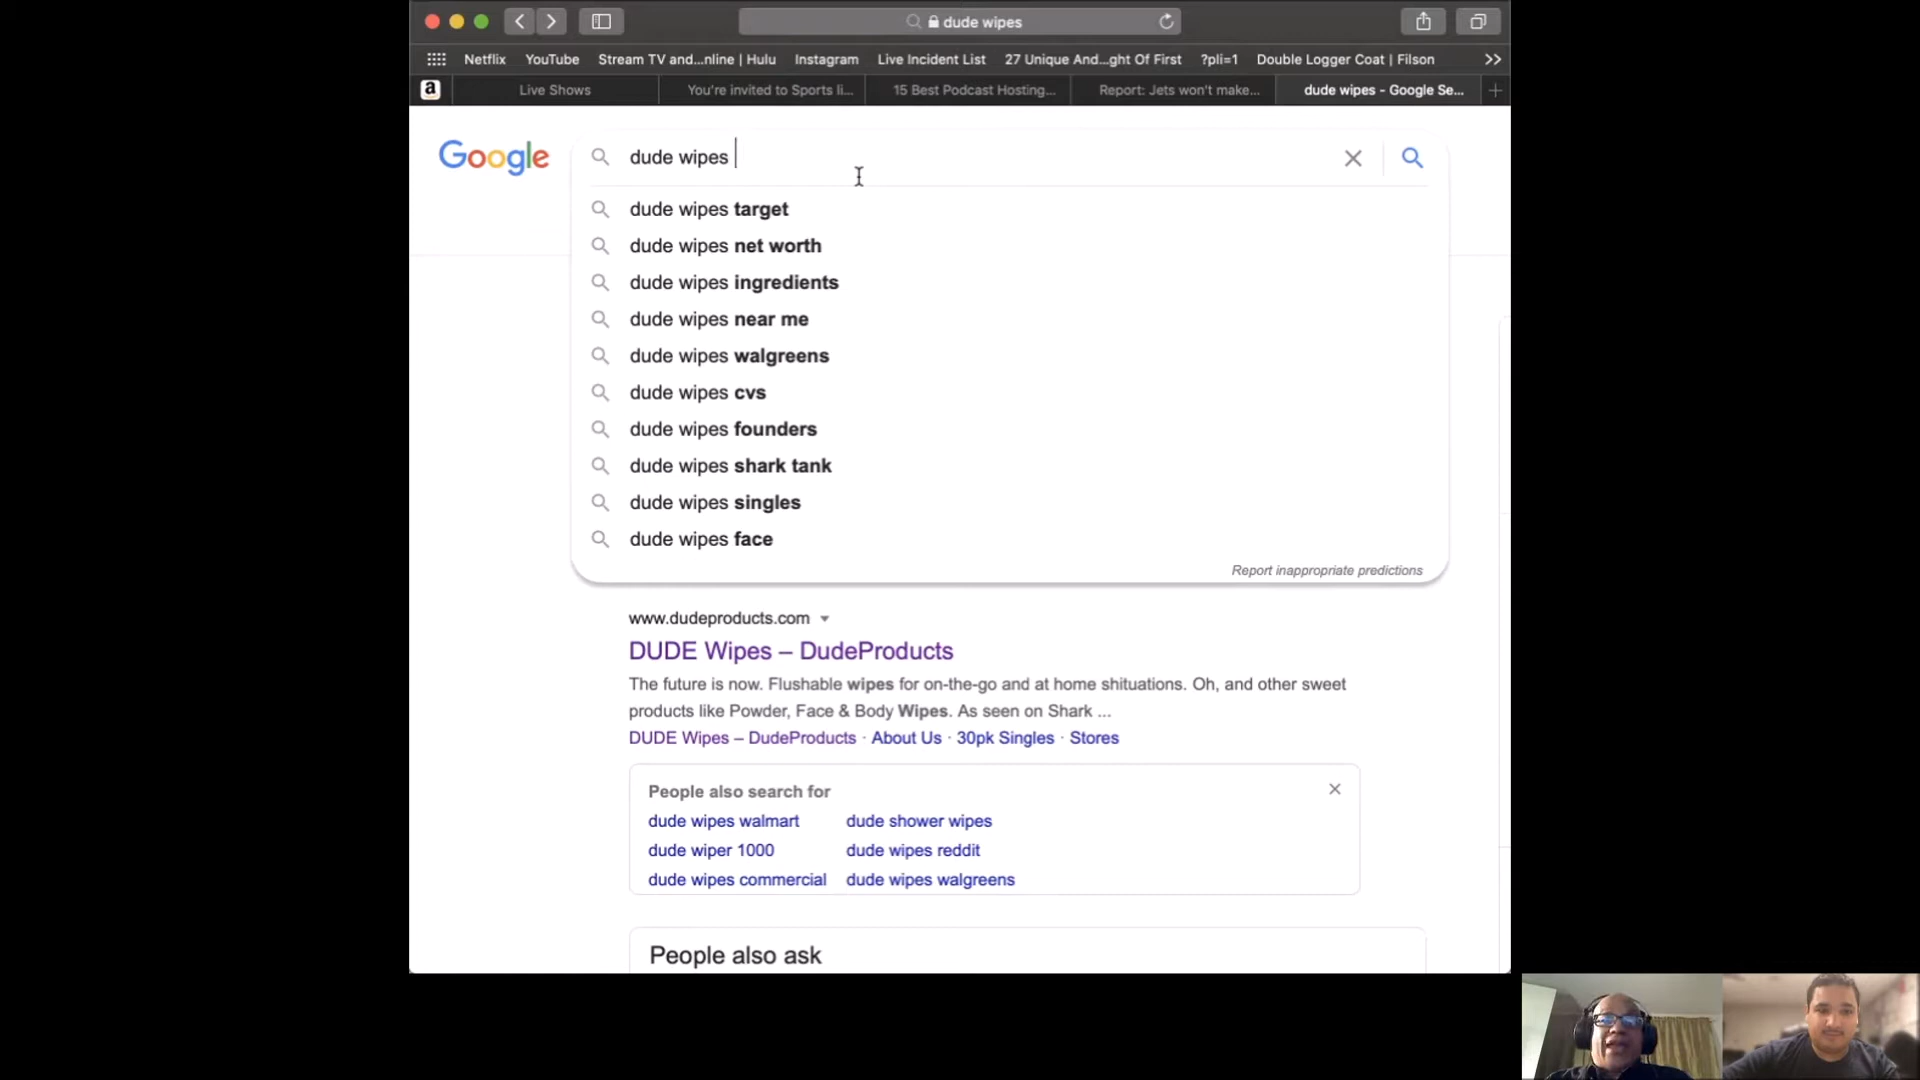 dude wipes
Netflix YouTube Stream TV and...nline | Hulu Instagram Live Incident List 27 Unique And...ght Of First ?pli=1 Double Logger Coat | Filson
a Live Shows You're invited to Sports li... 15 Best Podcast Hosting... Report: Jets won't make... dude wipes - Google Se...
Google dude wipes
dude wipes target
dude wipes net worth
dude wipes ingredients
dude wipes near me
dude wipes walgreens
dude wipes cvs
dude wipes founders
dude wipes shark tank
dude wipes singles
dude wipes face
Report inappropriate predictions
www.dudeproducts.com
DUDE Wipes – DudeProducts
The future is now. Flushable wipes for on-the-go and at home shituations. Oh, and other sweet
products like Powder, Face & Body Wipes. As seen on Shark ...
DUDE Wipes – DudeProducts · About Us · 30pk Singles · Stores
People also search for
dude wipes walmart dude shower wipes
dude wiper 1000 dude wipes reddit
dude wipes commercial dude wipes walgreens
People also ask